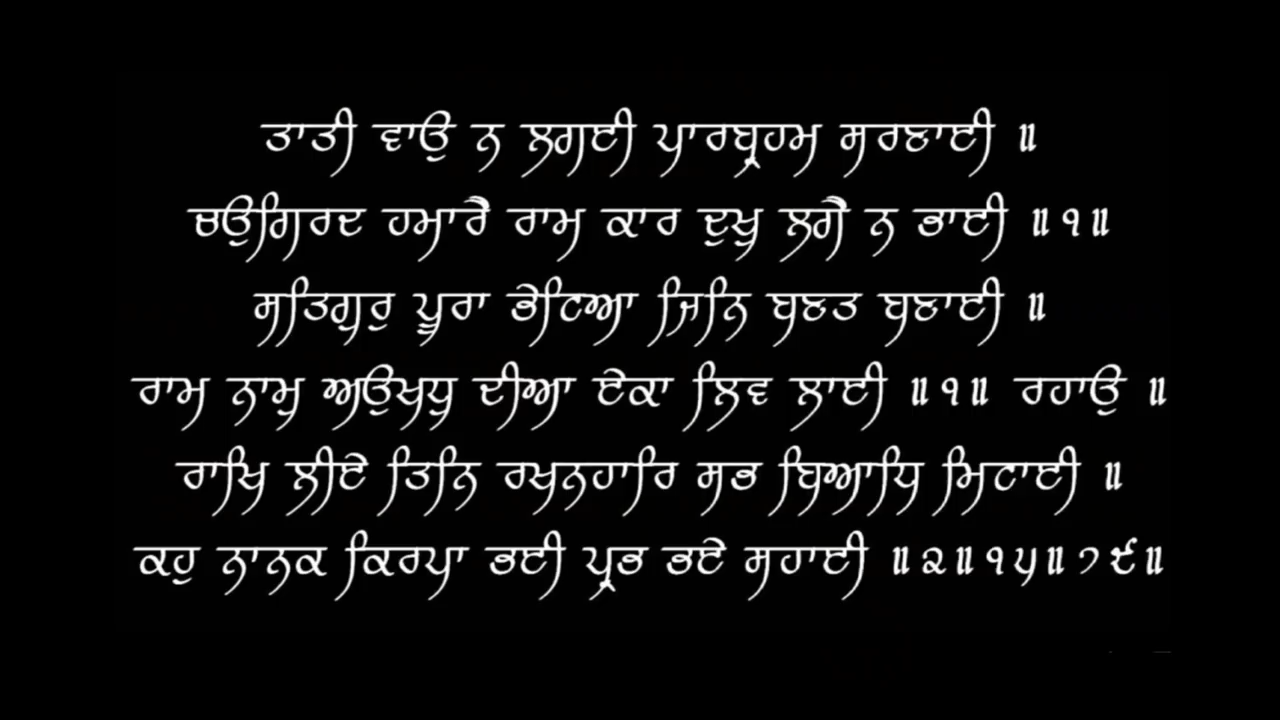 ਤਾਤੀ ਵਾਉ ਨ ਲਗਈ ਪਾਰਬ੍ਰਹਮ ਸਰਣਾਈ ॥
ਚਉਗਿਰਦ ਹਮਾਰੈ ਰਾਮ ਕਾਰ ਦੁਖੁ ਲਗੈ ਨ ਭਾਈ ॥੧॥
ਸਤਿਗੁਰੁ ਪੂਰਾ ਭੇਟਿਆ ਜਿਨਿ ਬਣਤ ਬਣਾਈ ॥
ਰਾਮ ਨਾਮੁ ਅਉਖਧੁ ਦੀਆ ਏਕਾ ਲਿਵ ਲਾਈ ॥੧॥ ਰਹਾਉ ॥
ਰਾਖਿ ਲੀਏ ਤਿਨਿ ਰਖਨਹਾਰਿ ਸਭ ਬਿਆਧਿ ਮਿਟਾਈ ॥
ਕਹੁ ਨਾਨਕ ਕਿਰਪਾ ਭਈ ਪ੍ਰਭ ਭਏ ਸਹਾਈ ॥੨॥੧੫॥੭੯॥